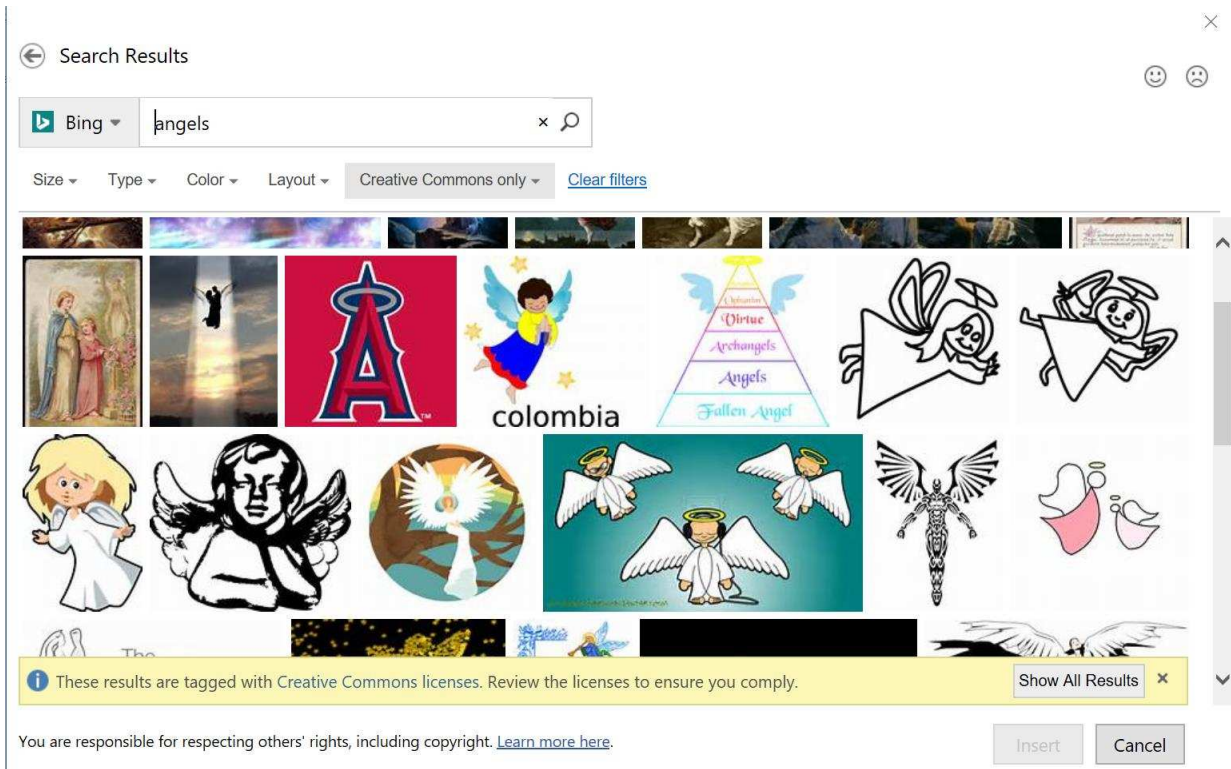 Search Results
Bing
angels
Size
Type
Color
Layout
Creative Commons only
Clear filters
A
TM
colombia
Virtue
Archangels
Angels
Fallen Angel
The
These results are tagged with Creative Commons licenses. Review the licenses to ensure you comply.
Show All Results
You are responsible for respecting others' rights, including copyright. Learn more here.
Insert
Cancel